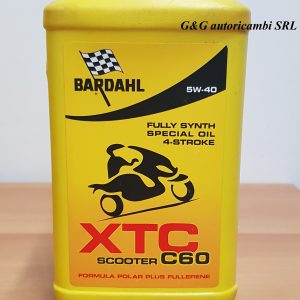 G&G autoricambi SRL
BARDAHL
5W-40
FULLY SYNTH
SPECIAL OIL
4-STROKE
XTC
SCOOTER C60
FORMULA POLAR PLUS FULLERENE